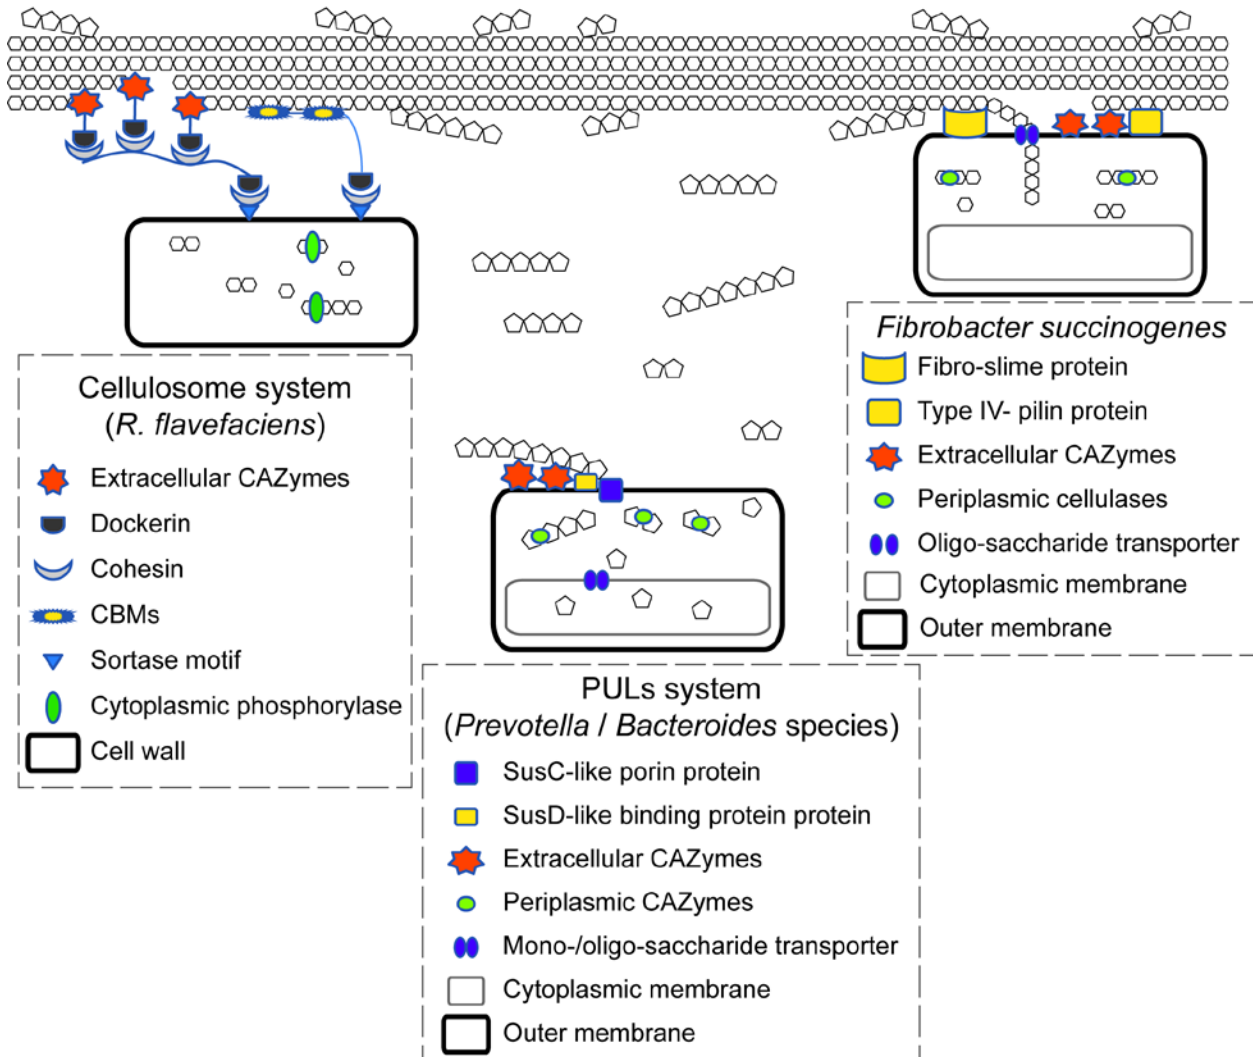 Cellulosome system
(R. flavefaciens)
Extracellular CAZymes
Dockerin
Cohesin
CBMs
Sortase motif
Cytoplasmic phosphorylase
Cell wall
PULs system
(Prevotella / Bacteroides species)
SusC-like porin protein
SusD-like binding protein protein
Extracellular CAZymes
Periplasmic CAZymes
Mono-/oligo-saccharide transporter
Cytoplasmic membrane
Outer membrane
Fibrobacter succinogenes
Fibro-slime protein
Type IV- pilin protein
Extracellular CAZymes
Periplasmic cellulases
Oligo-saccharide transporter
Cytoplasmic membrane
Outer membrane